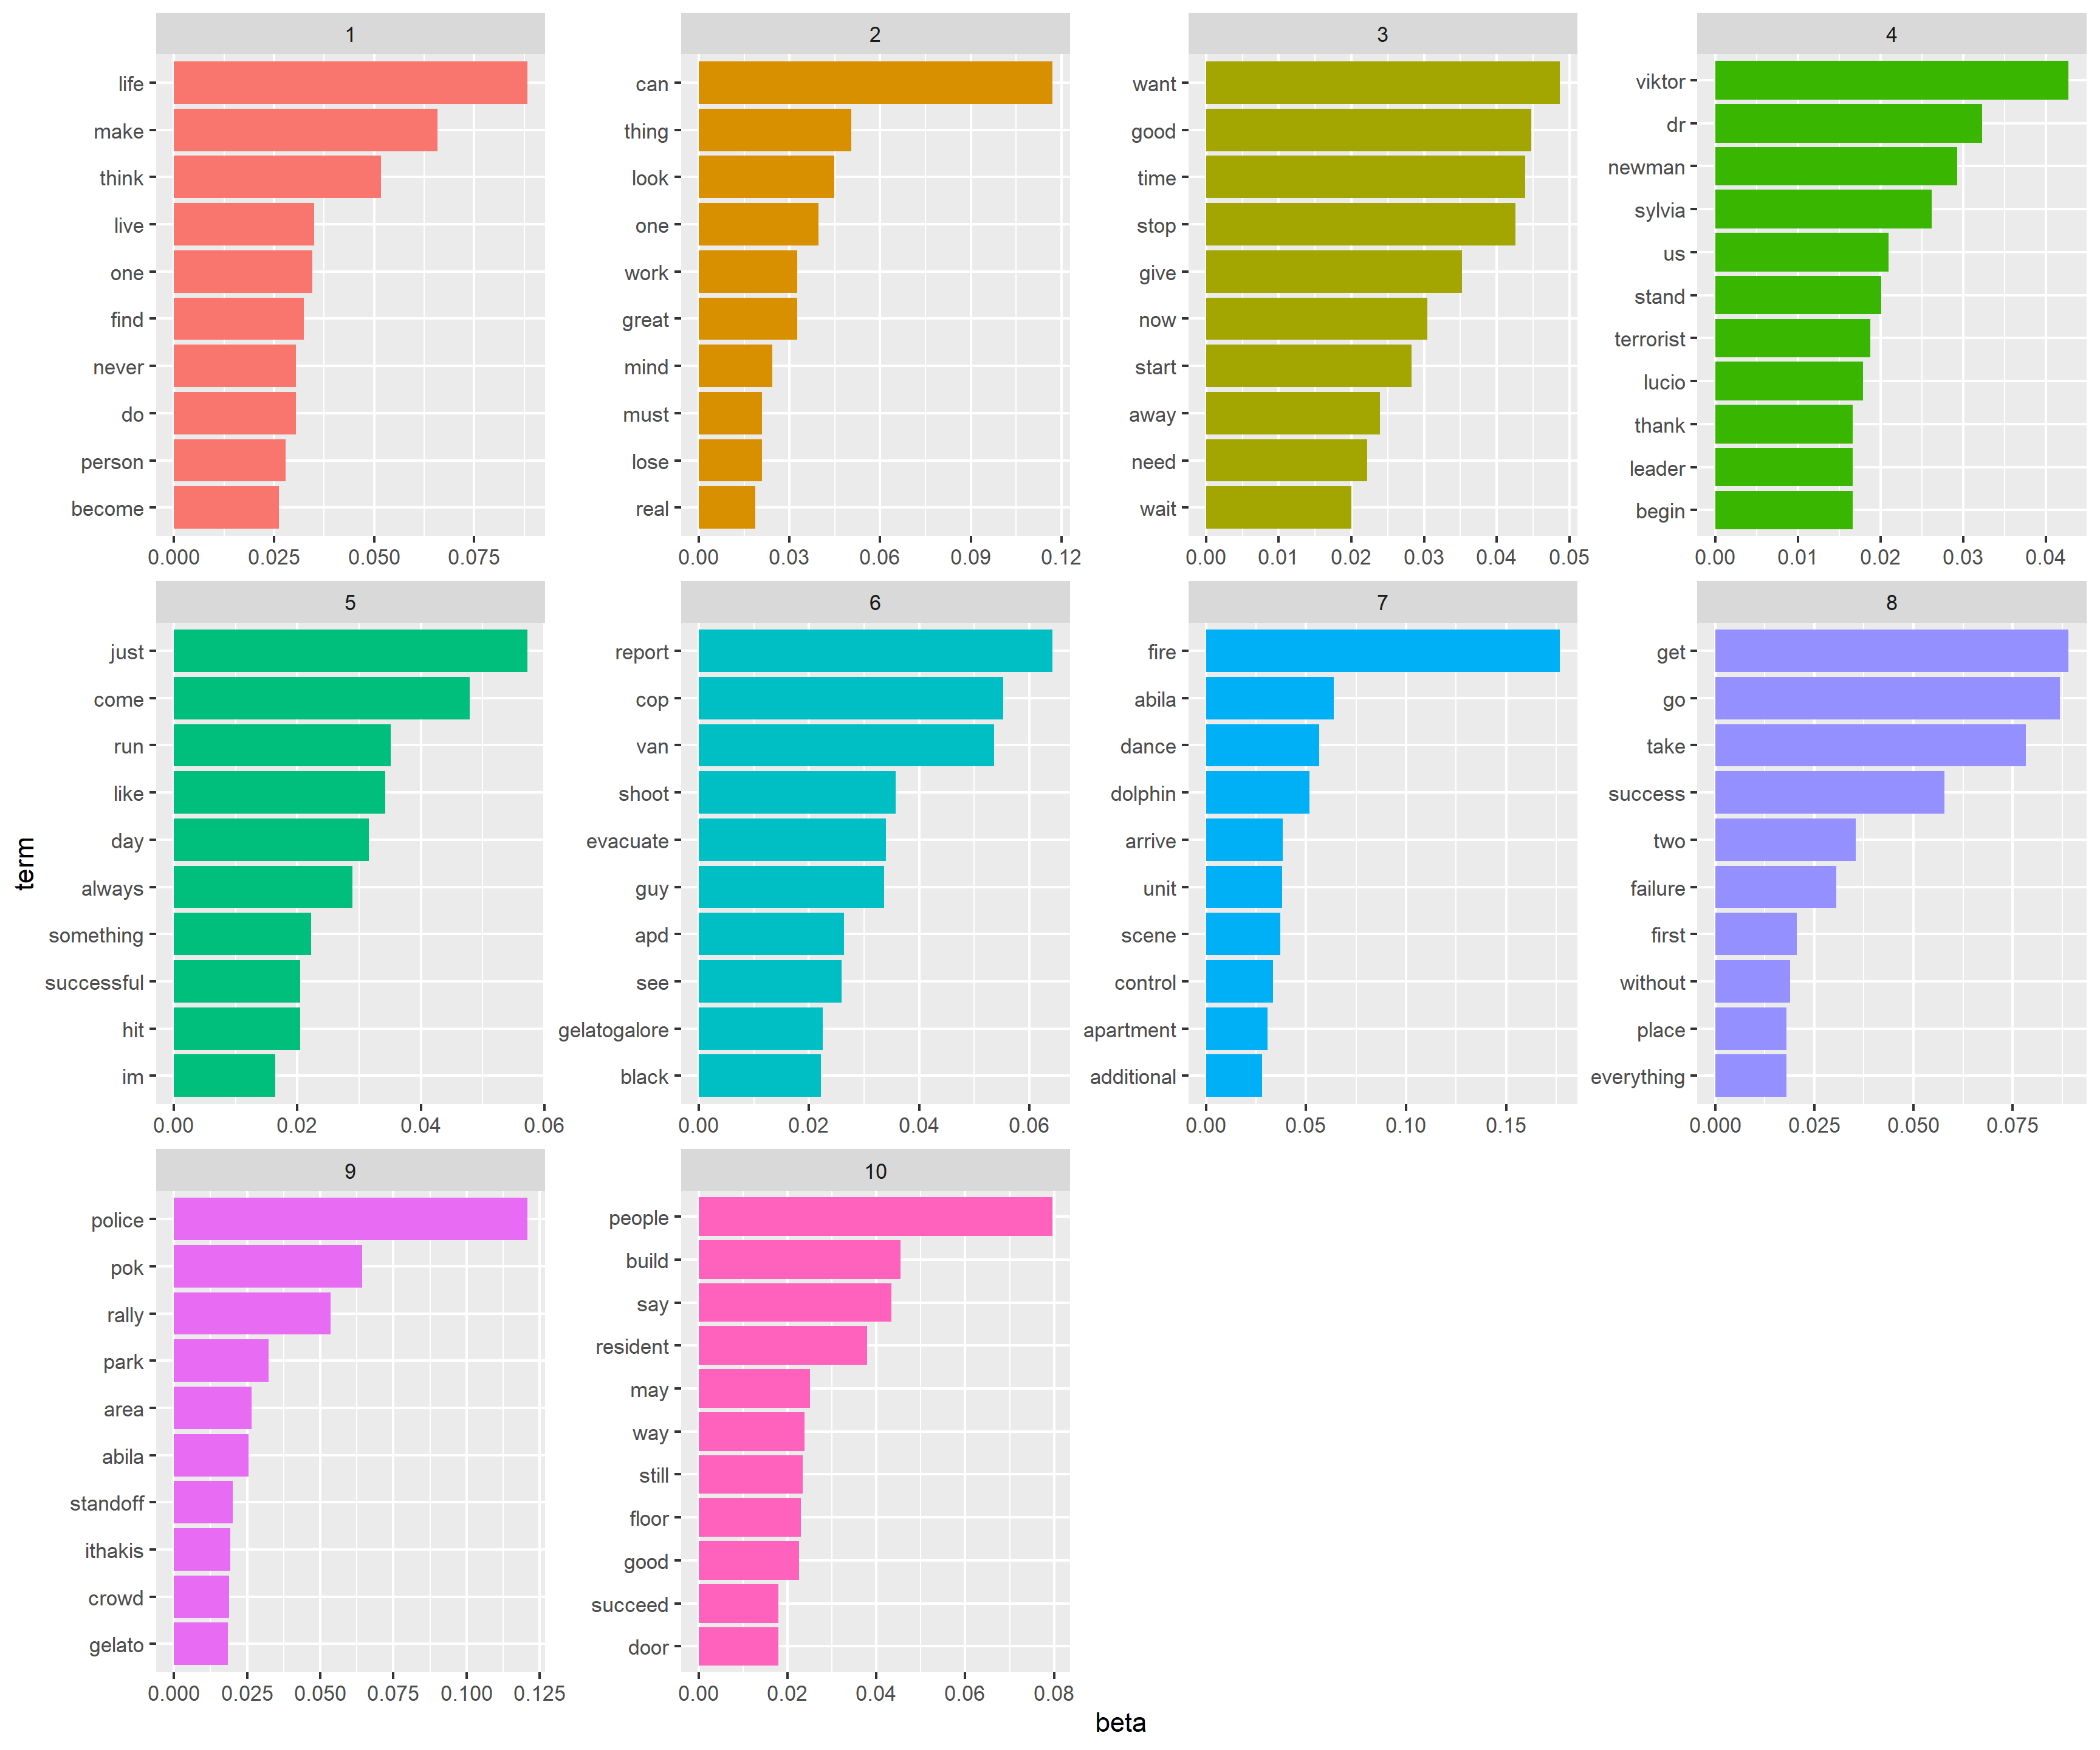 term
1
life
make
think
live
one
find
never
do
person
become
0.000 0.025 0.050 0.075
2
can
thing
look
one
work
great
mind
must
lose
real
0.00 0.03 0.06 0.09 0.12
3
want
good
time
stop
give
now
start
away
need
wait
0.00 0.01 0.02 0.03 0.04 0.05
4
viktor
dr
newman
sylvia
us
stand
terrorist
lucio
thank
leader
begin
0.00 0.01 0.02 0.03 0.04
5
just
come
run
like
day
always
something
successful
hit
im
0.00 0.02 0.04 0.06
6
report
cop
van
shoot
evacuate
guy
apd
see
gelatogalore
black
0.00 0.02 0.04 0.06
7
fire
abila
dance
dolphin
arrive
unit
scene
control
apartment
additional
0.00 0.05 0.10 0.15
8
get
go
take
success
two
failure
first
without
place
everything
0.000 0.025 0.050 0.075
9
police
pok
rally
park
area
abila
standoff
ithakis
crowd
gelato
0.000 0.025 0.050 0.075 0.100 0.125
10
people
build
say
resident
may
way
still
floor
good
succeed
door
0.00 0.02 0.04 0.06 0.08
beta